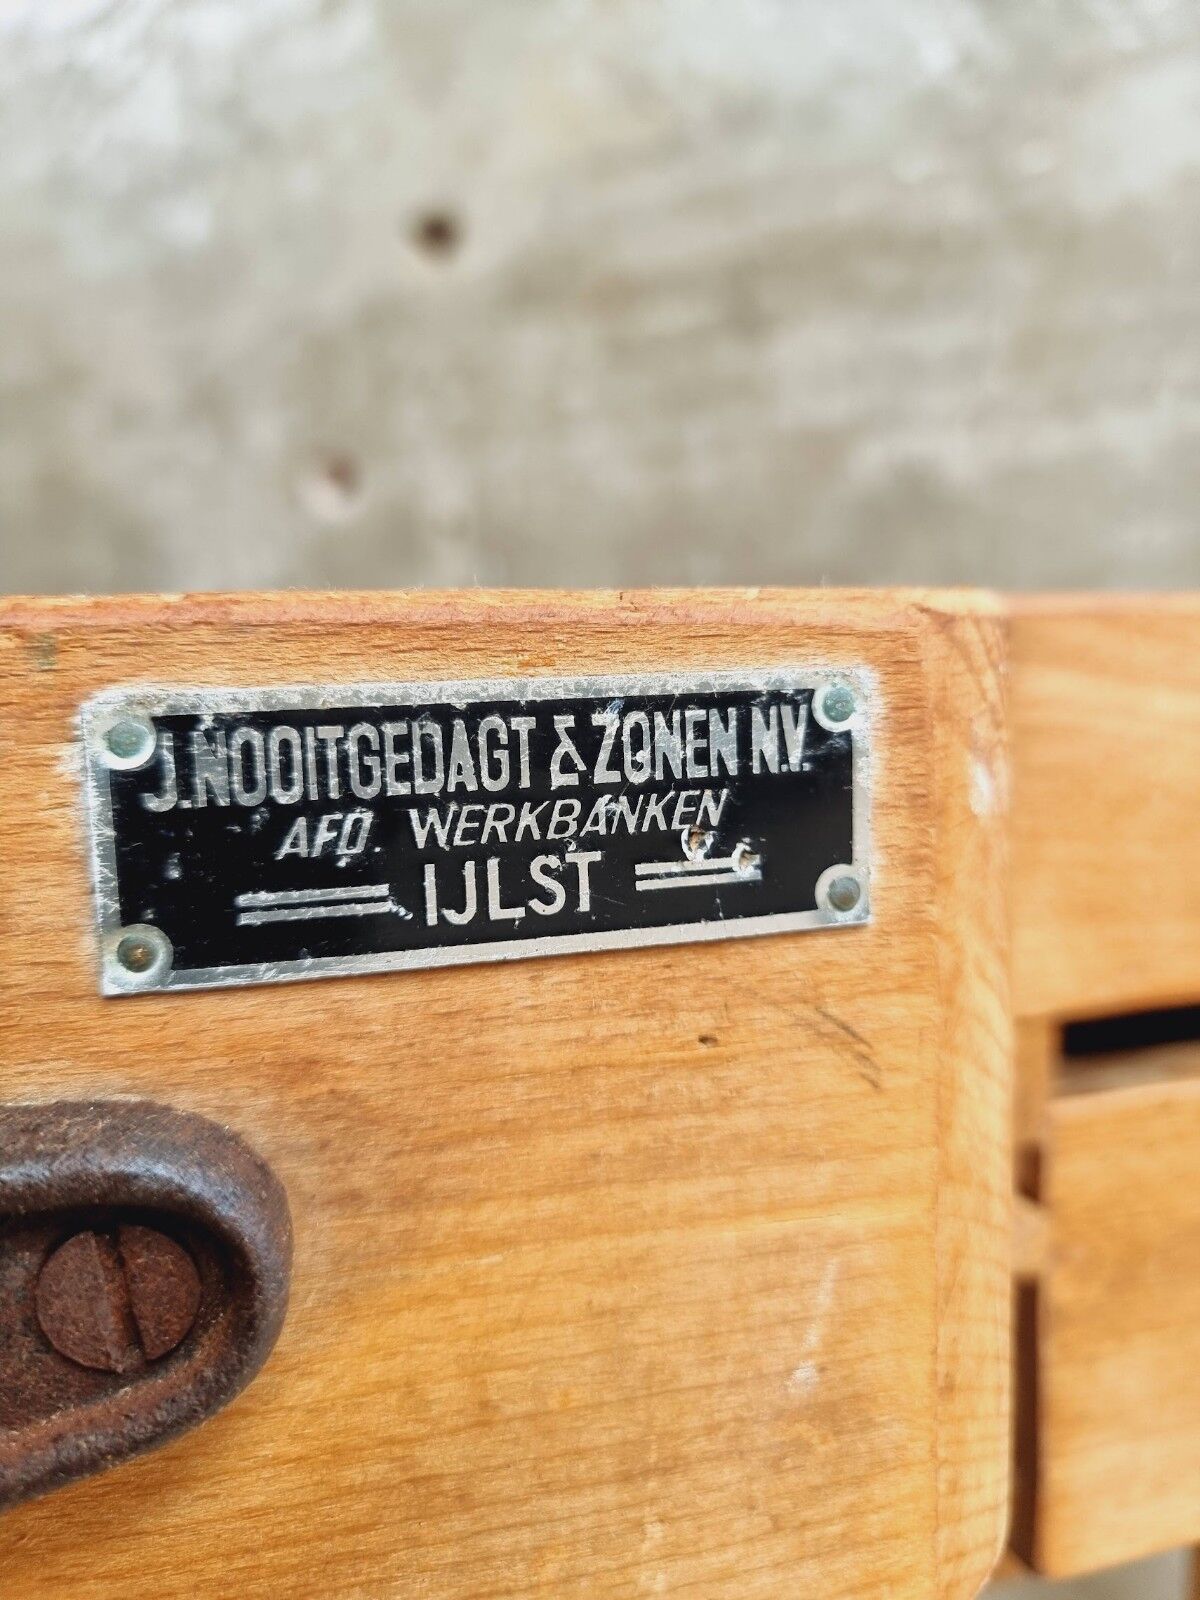 J. NOOITGEDAGT & ZONEN N.V.
AFD. WERKBANKEN
IJLST